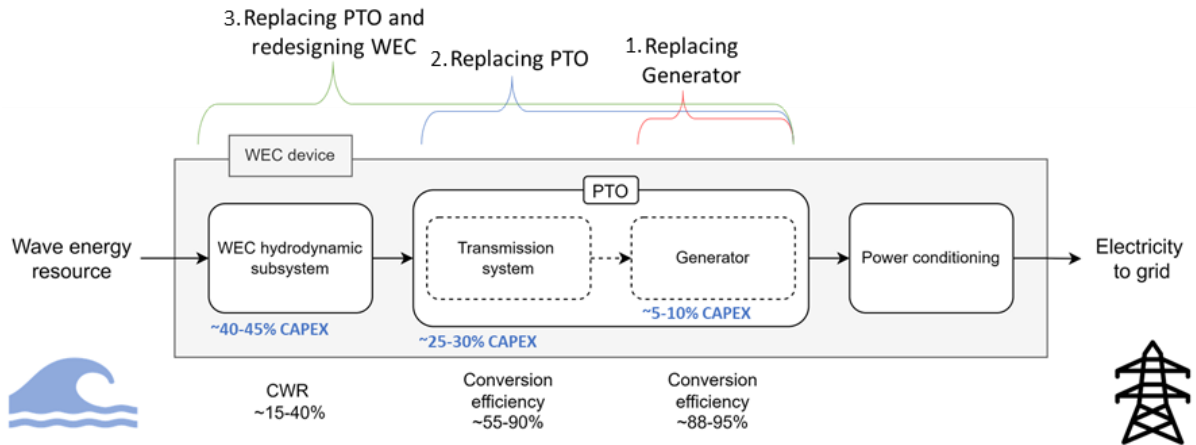 3. Replacing PTO and
redesigning WEC
2. Replacing PTO
1. Replacing
Generator
WEC device
PTO
Wave energy
resource
WEC hydrodynamic
subsystem
Transmission
system
Generator
Power conditioning
Electricity
to grid
~40-45% CAPEX
~25-30% CAPEX
~5-10% CAPEX
CWR
~15-40%
Conversion
efficiency
~55-90%
Conversion
efficiency
~88-95%